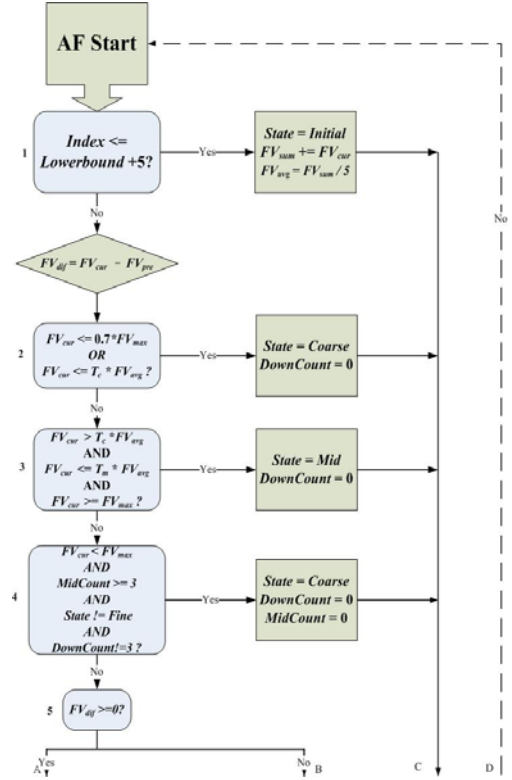 AF Start
1
Index <=
Lowerbound +5?
Yes
State = Initial
FVsum += FVcur
FVavg = FVsum / 5
No
No
FVdif = FVcur - FVpre
2
FVcur <= 0.7*FVmax
OR
FVcur <= Tc * FVavg ?
Yes
State = Coarse
DownCount = 0
No
3
FVcur > Tc *FVavg
AND
FVcur <= Tm * FVavg
AND
FVcur >= FVmax ?
Yes
State = Mid
DownCount = 0
No
4
FVcur < FVmax
AND
MidCount >= 3
AND
State != Fine
AND
DownCount!=3 ?
Yes
State = Coarse
DownCount = 0
MidCount = 0
No
5
FVdif >=0?
Yes
No
A
B
C
D